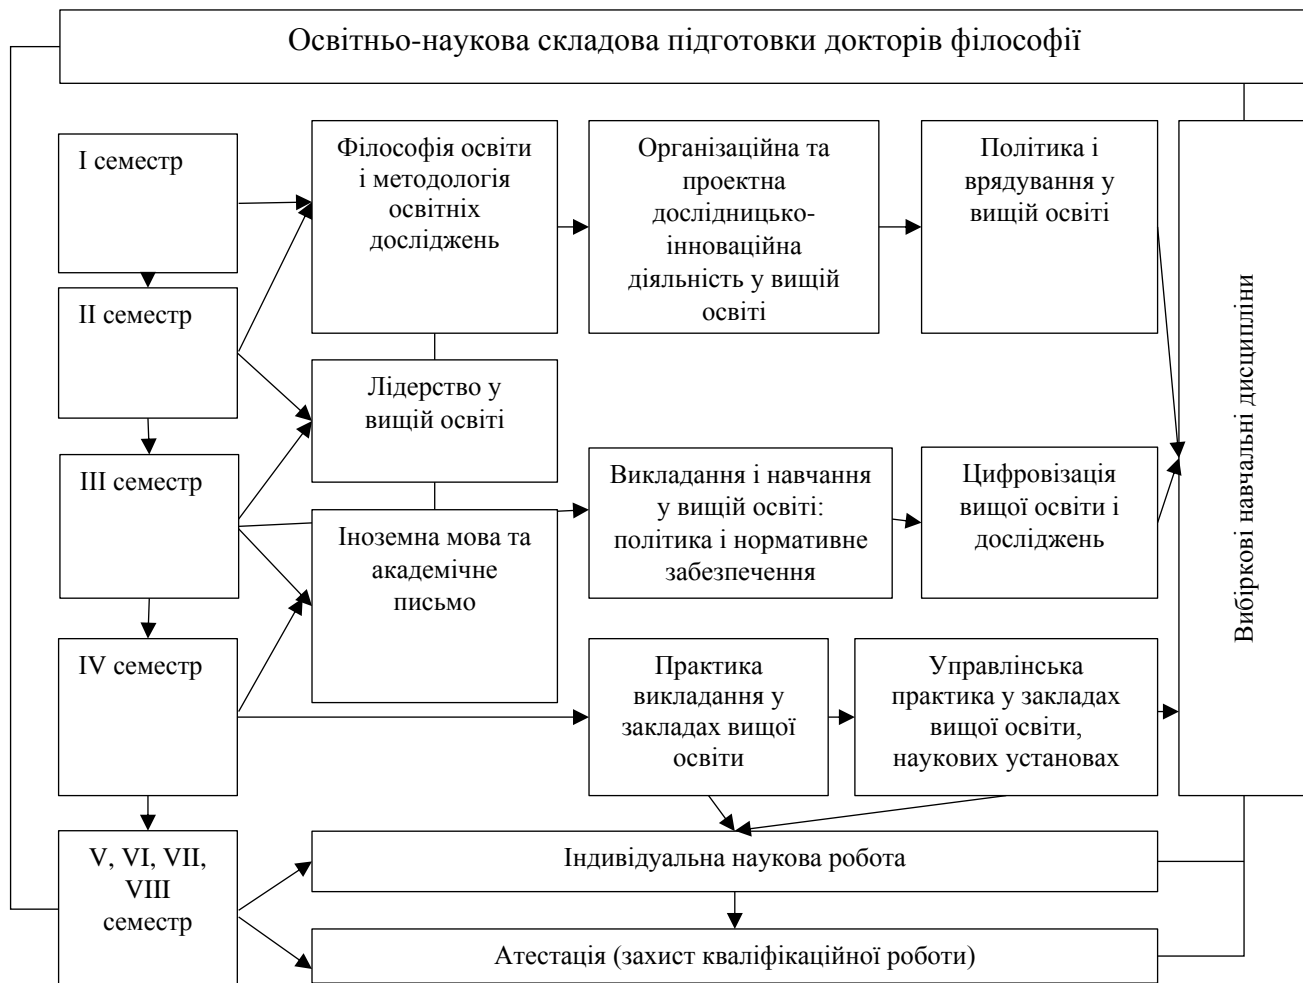 Освітньо-наукова складова підготовки докторів філософії
І семестр
Філософія освіти
і методологія
освітніх
досліджень
Організаційна та
проектна
дослідницько-
інноваційна
діяльність у вищій
освіті
Політика і
врядування у
вищій освіті
Вибіркові навчальні дисципліни
ІІ семестр
Лідерство у
вищій освіті
ІІІ семестр
Іноземна мова та
академічне
письмо
Викладання і навчання
у вищій освіті:
політика і нормативне
забезпечення
Цифровізація
вищої освіти і
досліджень
IV семестр
Практика
викладання у
закладах вищої
освіти
Управлінська
практика у закладах
вищої освіти,
наукових установах
V, VI, VII,
VIII
семестр
Індивідуальна наукова робота
Атестація (захист кваліфікаційної роботи)